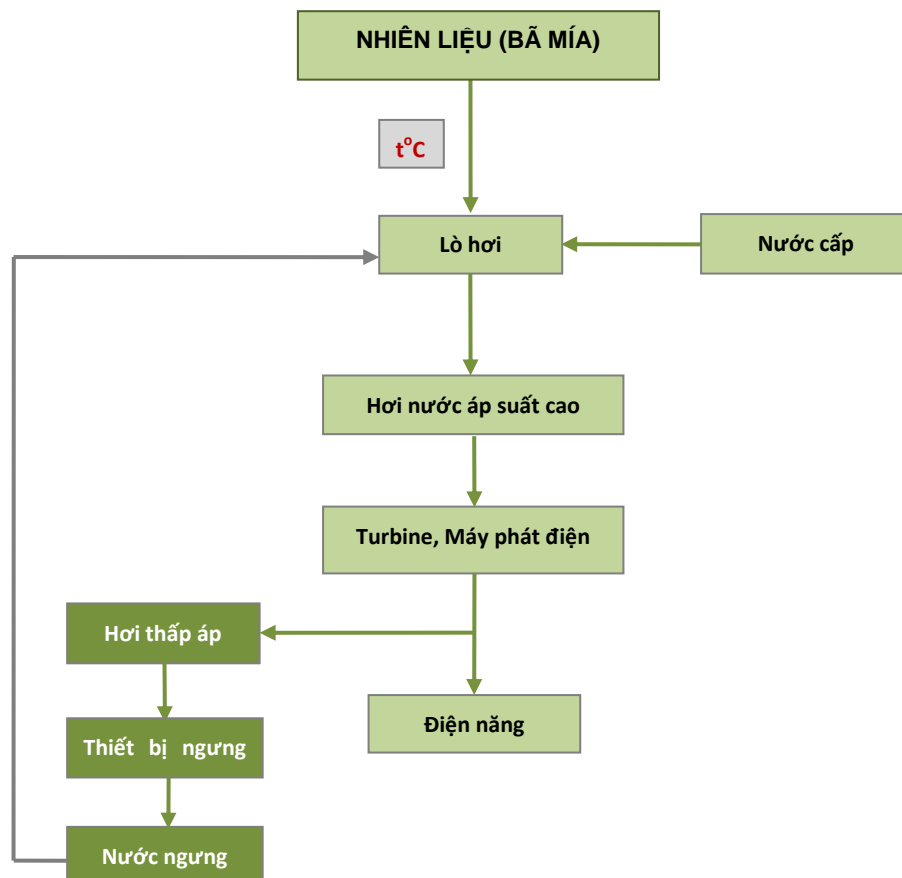 NHIÊN LIỆU (BÃ MÍA)
t°C
Lò hơi
Nước cấp
Hơi nước áp suất cao
Turbine, Máy phát điện
Hơi thấp áp
Điện năng
Thiết bị ngưng
Nước ngưng